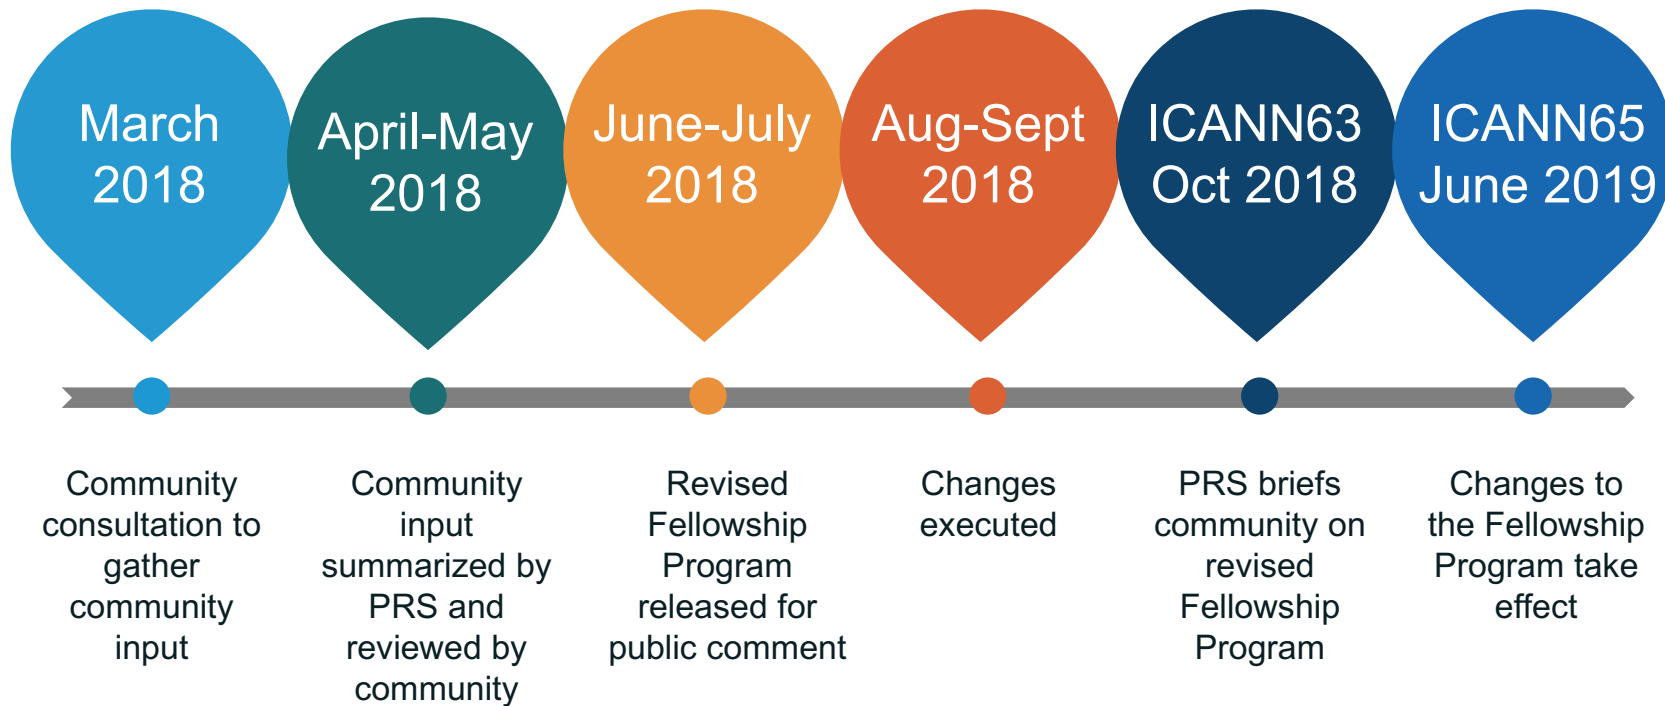 March
2018
April-May
2018
June-July
2018
Aug-Sept
2018
ICANN63
Oct 2018
ICANN65
June 2019
Community
consultation to
gather
community
input
Community
input
summarized by
PRS and
reviewed by
community
Revised
Fellowship
Program
released for
public comment
Changes
executed
PRS briefs
community on
revised
Fellowship
Program
Changes to
the Fellowship
Program take
effect